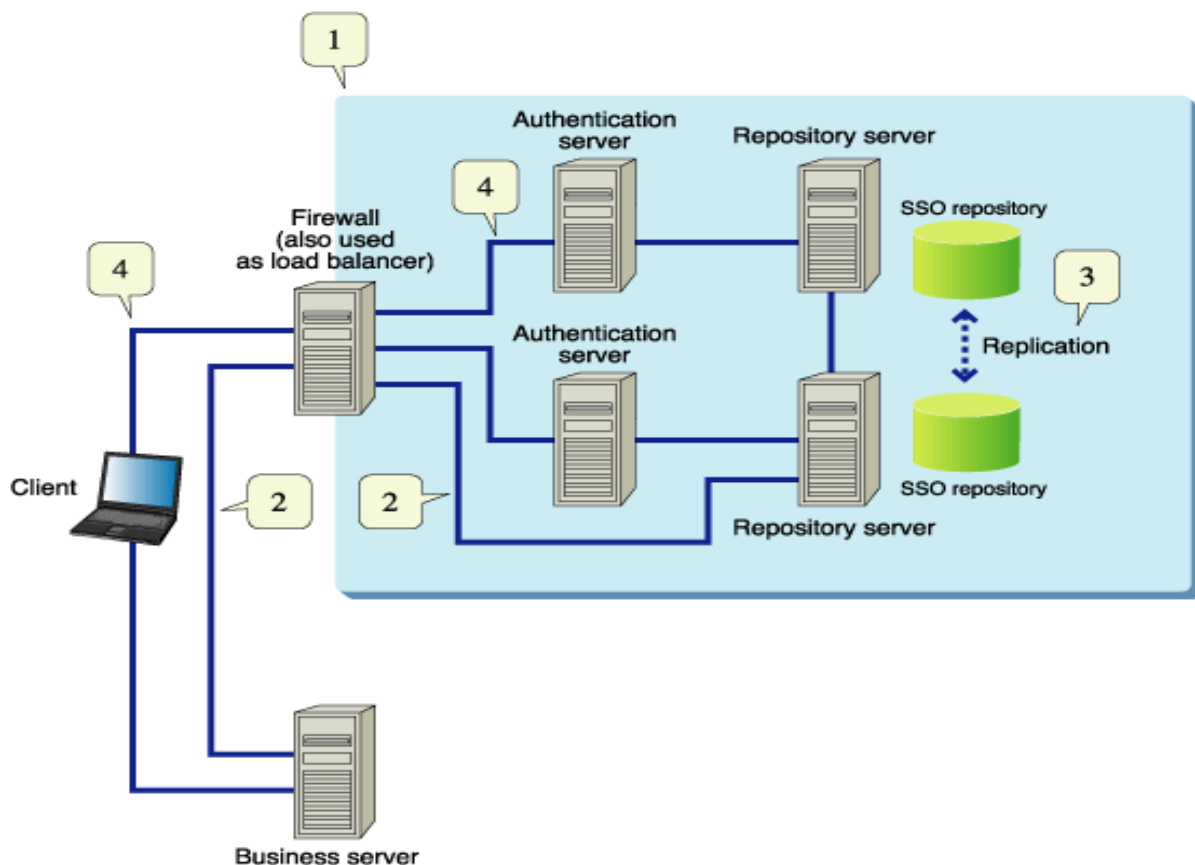 1
Authentication
server
Repository server
4
SSO repository
Firewall
(also used
as load balancer)
4
3
Replication
Authentication
server
Client
2
2
SSO repository
Repository server
Business server